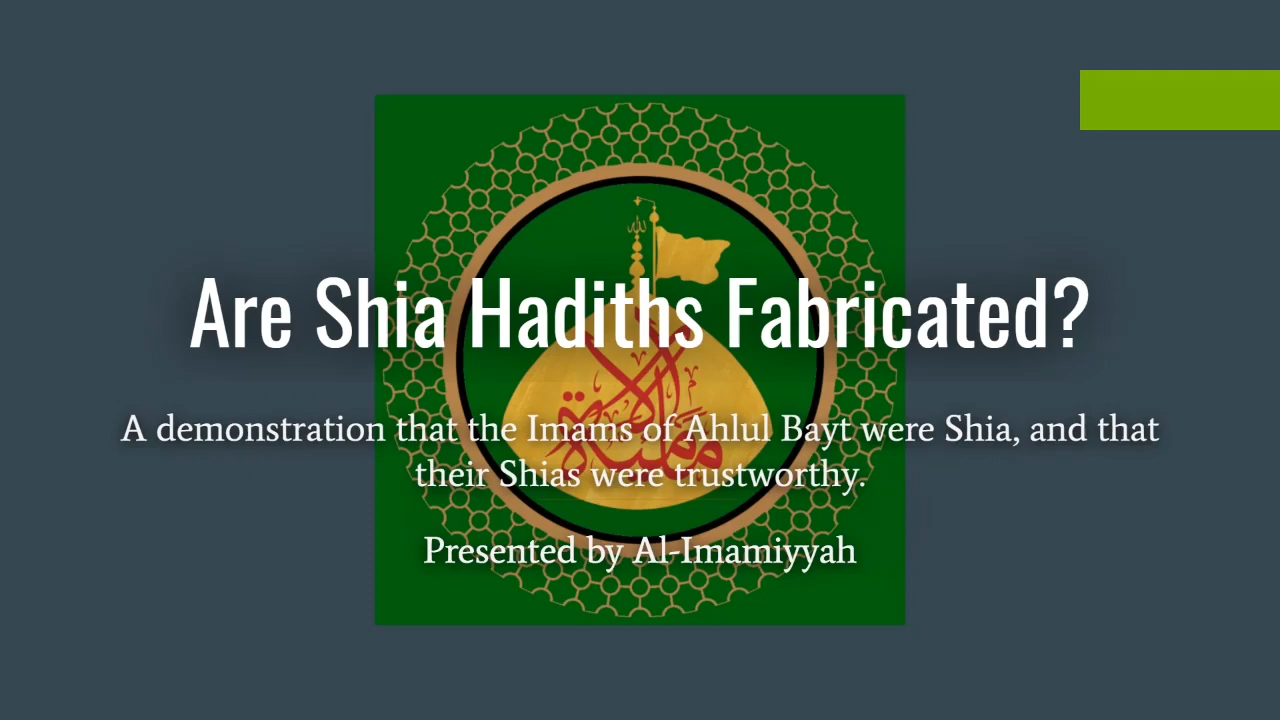 Are Shia Hadiths Fabricated?
A demonstration that the Imams of Ahlul Bayt were Shia, and that
their Shias were trustworthy.
Presented by Al-Imamiyyah